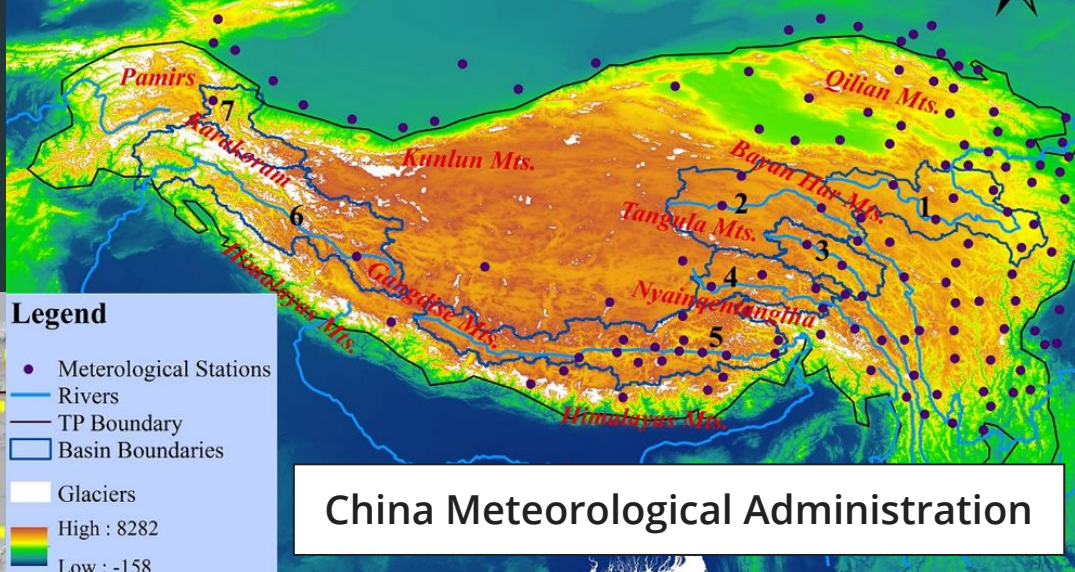 Pamirs
7
Karakoram
Kunlun Mts.
Qilian Mts.
Bayan Har Mts.
6
2
1
Tangula Mts.
3
Himalayas Mts.
Gangdise Mts.
4
Nyainqentanglha
5
Himalayas Mts.
Legend
Meterological Stations
Rivers
TP Boundary
Basin Boundaries
Glaciers
High : 8282
Low : -158
China Meteorological Administration